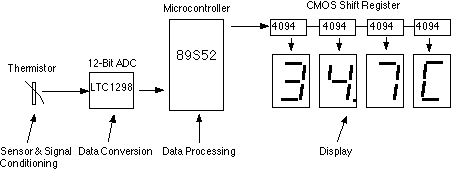 Microcontroller
CMOS Shift Register
4094 4094 4094 4094
12-Bit ADC
89S52
Thermistor
LTC1298
34.7C
Sensor & Signal
Conditioning
Data Conversion
Data Processing
Display